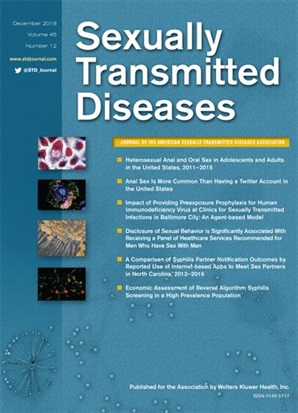 December 2018
Volume 45
Number 12
www.stdjournal.com
@STD_Journal
Sexually
Transmitted
Diseases
JOURNAL OF THE AMERICAN SEXUALLY TRANSMITTED DISEASES ASSOCIATION
Heterosexual Anal and Oral Sex in Adolescents and Adults
in the United States, 2011–2015
Anal Sex Is More Common Than Having a Twitter Account in
the United States
Impact of Providing Preexposure Prophylaxis for Human
Immunodeficiency Virus at Clinics for Sexually Transmitted
Infections in Baltimore City: An Agent-based Model
Disclosure of Sexual Behavior is Significantly Associated With
Receiving a Panel of Healthcare Services Recommended for
Men Who Have Sex With Men
A Comparison of Syphilis Partner Notification Outcomes by
Reported Use of Internet-based Apps to Meet Sex Partners
in North Carolina, 2013–2016
Economic Assessment of Reverse Algorithm Syphilis
Screening in a High Prevalence Population
Published for the Association by Wolters Kluwer Health, Inc.
ISSN 0148-5717